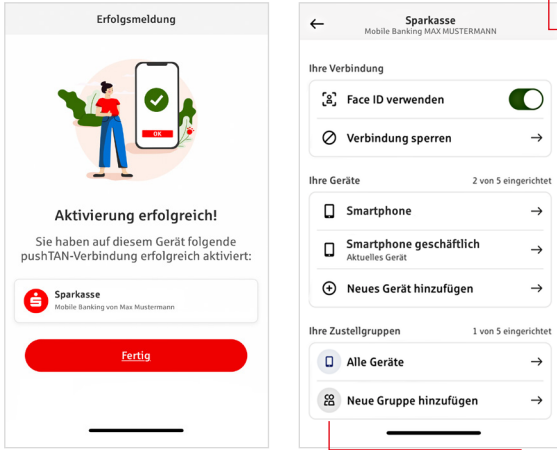 Erfolgsmeldung
OK
Aktivierung erfolgreich!
Sie haben auf diesem Gerät folgende
pushTAN-Verbindung erfolgreich aktiviert:
Sparkasse
Mobile Banking von Max Mustermann
Fertig
Sparkasse
Mobile Banking MAX MUSTERMANN
Ihre Verbindung
Face ID verwenden
Verbindung sperren
Ihre Geräte 2 von 5 eingerichtet
Smartphone
Smartphone geschäftlich
Aktuelles Gerät
Neues Gerät hinzufügen
Ihre Zustellgruppen 1 von 5 eingerichtet
Alle Geräte
Neue Gruppe hinzufügen